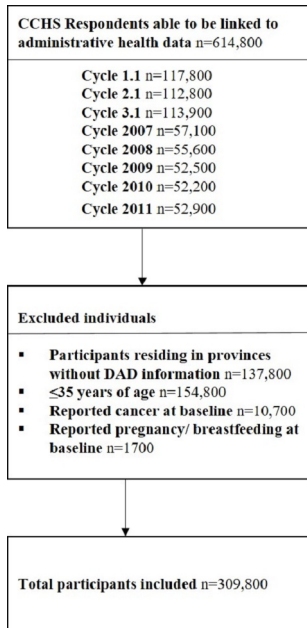 CCHS Respondents able to be linked to
administrative health data n=614,800
Cycle 1.1 n=117,800
Cycle 2.1 n=112,800
Cycle 3.1 n=113,900
Cycle 2007 n=57,100
Cycle 2008 n=55,600
Cycle 2009 n=52,500
Cycle 2010 n=52,200
Cycle 2011 n=52,900
Excluded individuals
▪ Participants residing in provinces
without DAD information n=137,800
▪ ≤35 years of age n=154,800
▪ Reported cancer at baseline n=10,700
▪ Reported pregnancy/ breastfeeding at
baseline n=1700
Total participants included n=309,800